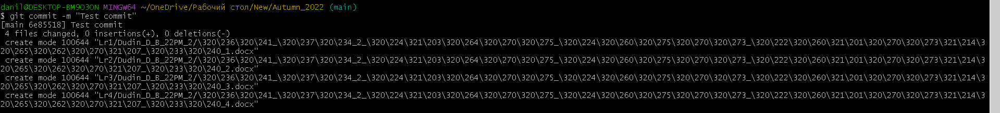 danil@DESKTOP-BM9O3ON MINGW64 ~/OneDrive/Рабочий стол/New/Autumn_2022 (main)
$ git commit -m "Test commit"
[main 6e85518] Test commit
 4 files changed, 0 insertions(+), 0 deletions(-)
 create mode 100644 "Lr1/Dudin_D_B_22PM_2/\320\236\320\241_\320\237\320\234_2_\320\224\321\203\320\264\320\270\320\275_\320\224\320\260\320\275\320\270\320\273_\320\222\320\260\321\201\320\270\320\273\321\214\3
20\265\320\262\320\270\321\207_\320\233\320\240_1.docx"
 create mode 100644 "Lr2/Dudin_D_B_22PM_2/\320\236\320\241_\320\237\320\234_2_\320\224\321\203\320\264\320\270\320\275_\320\224\320\260\320\275\320\270\320\273_\320\222\320\260\321\201\320\270\320\273\321\214\3
20\265\320\262\320\270\321\207_\320\233\320\240_2.docx"
 create mode 100644 "Lr3/Dudin_D_B_22PM_2/\320\236\320\241_\320\237\320\234_2_\320\224\321\203\320\264\320\270\320\275_\320\224\320\260\320\275\320\270\320\273_\320\222\320\260\321\201\320\270\320\273\321\214\3
20\265\320\262\320\270\321\207_\320\233\320\240_3.docx"
 create mode 100644 "Lr4/Dudin_D_B_22PM_2/\320\236\320\241_\320\237\320\234_2_\320\224\321\203\320\264\320\270\320\275_\320\224\320\260\320\275\320\270\320\273_\320\222\320\260\321\201\320\270\320\273\321\214\3
20\265\320\262\320\270\321\207_\320\233\320\240_4.docx"